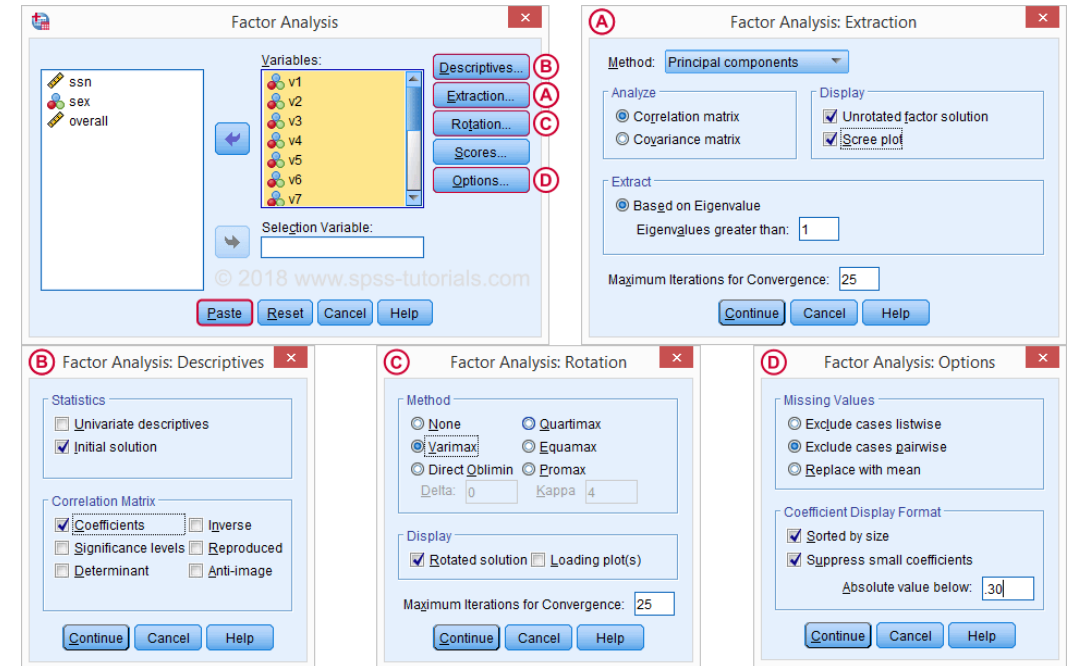 Factor Analysis
ssn
sex
overall
Variables:
v1
v2
v3
v4
v5
v6
v7
Selection Variable:
Descriptives... B
Extraction... A
Rotation... C
Scores...
Options... D
© 2018 www.spss-tutorials.com
Paste Reset Cancel Help
A Factor Analysis: Extraction
Method: Principal components
Analyze
Correlation matrix
Covariance matrix
Display
Unrotated factor solution
Scree plot
Extract
Based on Eigenvalue
Eigenvalues greater than: 1
Maximum Iterations for Convergence: 25
Continue Cancel Help
B Factor Analysis: Descriptives
Statistics
Univariate descriptives
Initial solution
Correlation Matrix
Coefficients Inverse
Significance levels Reproduced
Determinant Anti-image
Continue Cancel Help
C Factor Analysis: Rotation
Method
None Quartimax
Varimax Equamax
Direct Oblimin Promax
Delta: 0 Kappa 4
Display
Rotated solution Loading plot(s)
Maximum Iterations for Convergence: 25
Continue Cancel Help
D Factor Analysis: Options
Missing Values
Exclude cases listwise
Exclude cases pairwise
Replace with mean
Coefficient Display Format
Sorted by size
Suppress small coefficients
Absolute value below: .30
Continue Cancel Help